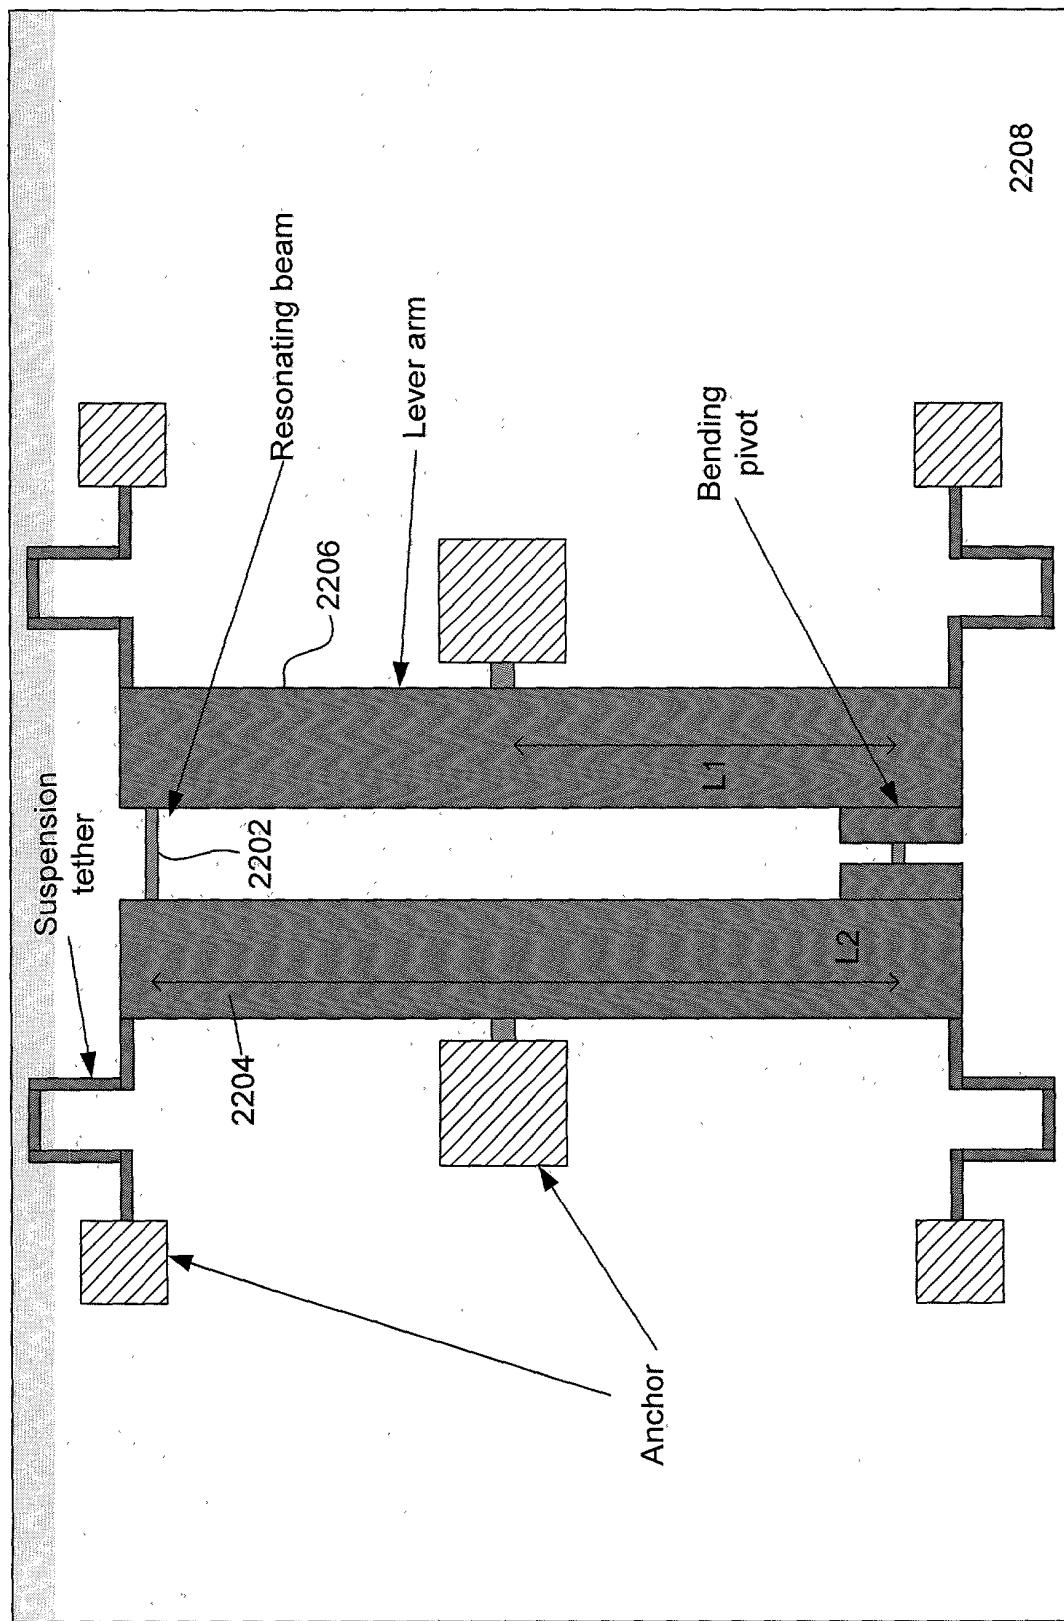 Suspension
tether
2202
2204
L2
Anchor
Resonating beam
2206
Lever arm
L1
Bending
pivot
2208